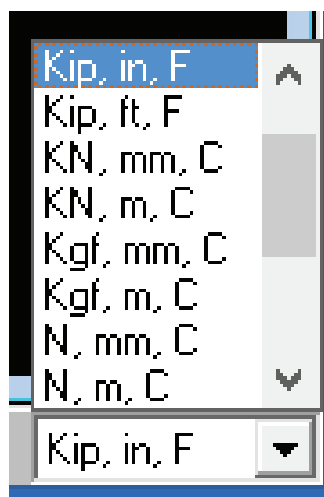 Kip, in, F
Kip, ft, F
KN, mm, C
KN, m, C
Kgf, mm, C
Kgf, m, C
N, mm, C
N, m, C
Kip, in, F